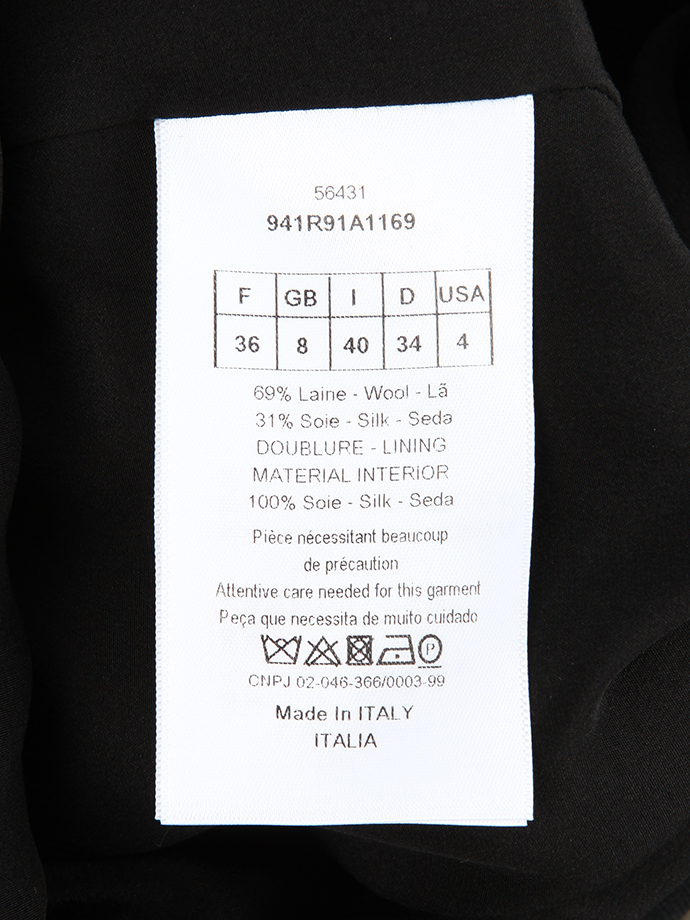 56431
941R91A1169
F GB I D USA
36 8 40 34 4
69% Laine - Wool - Lã
31% Soie - Silk - Seda
DOUBLURE - LINING
MATERIAL INTERIOR
100% Soie - Silk - Seda
Pièce nécessitant beaucoup
de précaution
Attentive care needed for this garment
Peça que necessita de muito cuidado
P
CNPJ 02-046-366/0003-99
Made In ITALY
ITALIA